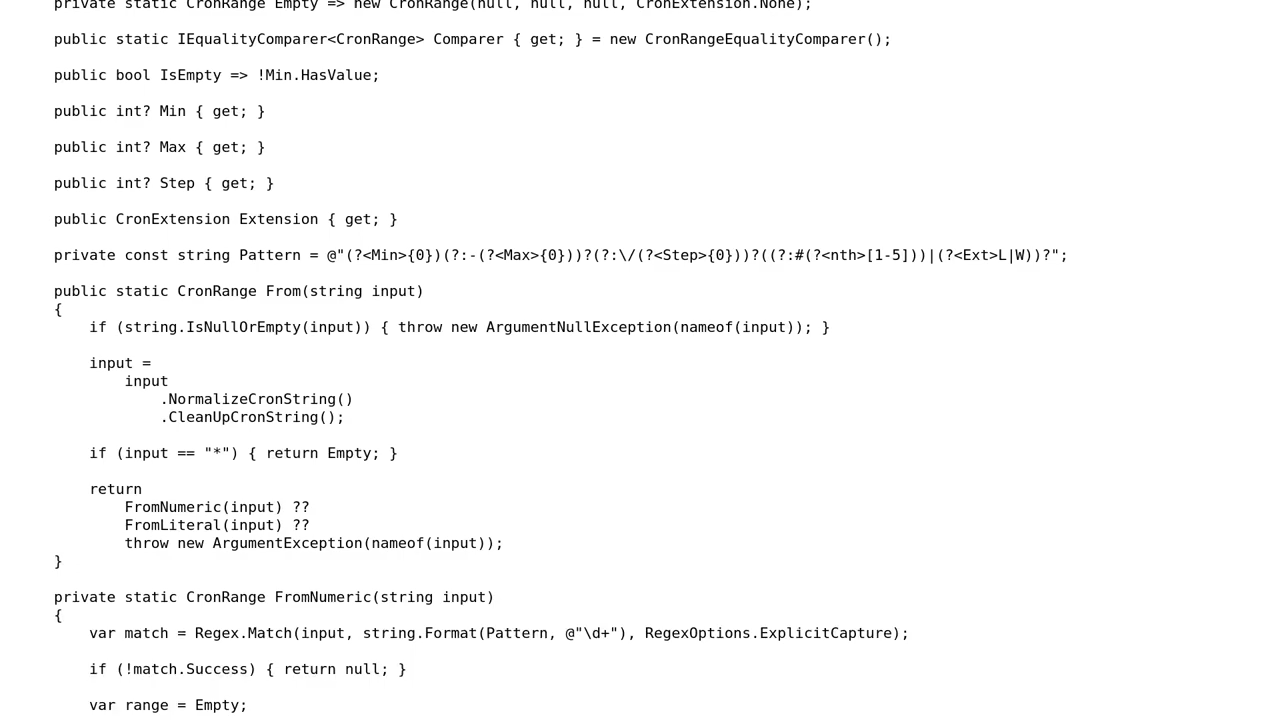 private static CronRange Empty => new CronRange(null, null, null, CronExtension.None);
public static IEqualityComparer<CronRange> Comparer { get; } = new CronRangeEqualityComparer();
public bool IsEmpty => !Min.HasValue;
public int? Min { get; }
public int? Max { get; }
public int? Step { get; }
public CronExtension Extension { get; }
private const string Pattern = @"(?<Min>{0})(?:-(?<Max>{0}))?(?:\/(?<Step>{0}))?((?:#(?<nth>[1-5]))|(?<Ext>L|W))?";
public static CronRange From(string input)
{
if (string.IsNullOrEmpty(input)) { throw new ArgumentNullException(nameof(input)); }
input =
input
.NormalizeCronString()
.CleanUpCronString();
if (input == "*") { return Empty; }
return
FromNumeric(input) ??
FromLiteral(input) ??
throw new ArgumentException(nameof(input));
}
private static CronRange FromNumeric(string input)
{
var match = Regex.Match(input, string.Format(Pattern, @"\d+"), RegexOptions.ExplicitCapture);
if (!match.Success) { return null; }
var range = Empty;